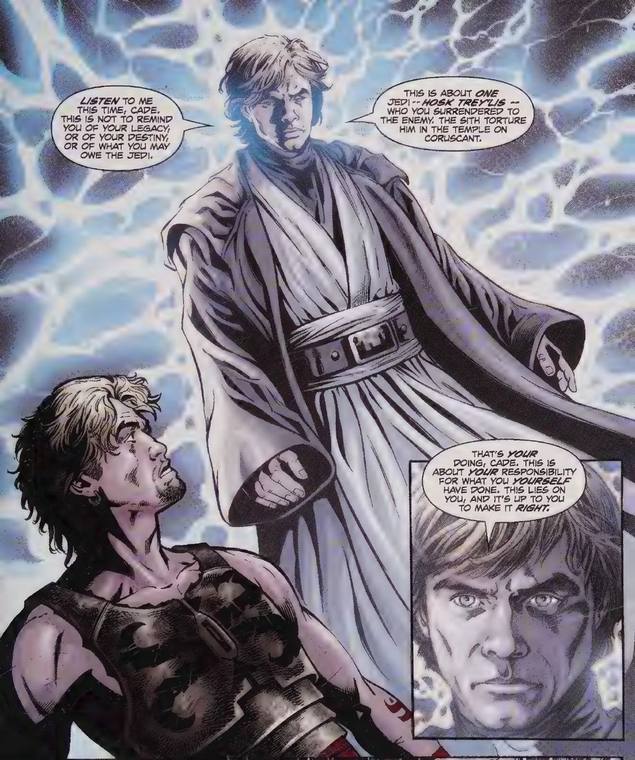 LISTEN TO ME
THIS TIME, CADE.
THIS IS NOT TO REMIND
YOU OF YOUR LEGACY,
OR OF YOUR DESTINY,
OR OF WHAT YOU MAY
OWE THE JEDI.
THIS IS ABOUT ONE
JEDI -- HOSK TREY'LIS --
WHO YOU SURRENDERED TO
THE ENEMY. THE SITH TORTURE
HIM IN THE TEMPLE ON
CORUSCANT.
THAT'S YOUR
DOING, CADE. THIS IS
ABOUT YOUR RESPONSIBILITY
FOR WHAT YOU YOURSELF
HAVE DONE. THIS LIES ON
YOU, AND IT'S UP TO YOU
TO MAKE IT RIGHT.